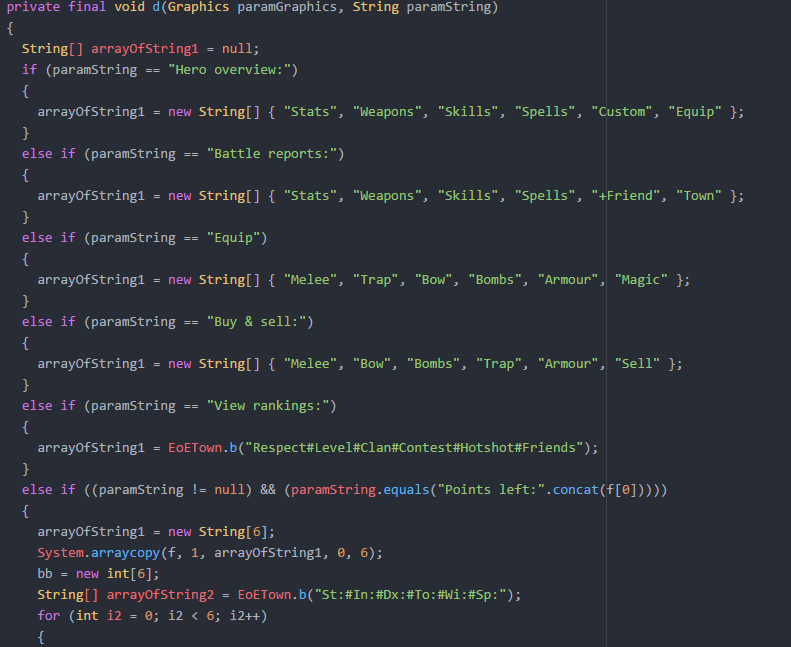 private final void d(Graphics paramGraphics, String paramString)
{
  String[] arrayOfString1 = null;
  if (paramString == "Hero overview:")
  {
    arrayOfString1 = new String[] { "Stats", "Weapons", "Skills", "Spells", "Custom", "Equip" };
  }
  else if (paramString == "Battle reports:")
  {
    arrayOfString1 = new String[] { "Stats", "Weapons", "Skills", "Spells", "+Friend", "Town" };
  }
  else if (paramString == "Equip")
  {
    arrayOfString1 = new String[] { "Melee", "Trap", "Bow", "Bombs", "Armour", "Magic" };
  }
  else if (paramString == "Buy & sell:")
  {
    arrayOfString1 = new String[] { "Melee", "Bow", "Bombs", "Trap", "Armour", "Sell" };
  }
  else if (paramString == "View rankings:")
  {
    arrayOfString1 = EoETown.b("Respect#Level#Clan#Contest#Hotshot#Friends");
  }
  else if ((paramString != null) && (paramString.equals("Points left:".concat(f[0]))))
  {
    arrayOfString1 = new String[6];
    System.arraycopy(f, 1, arrayOfString1, 0, 6);
    bb = new int[6];
    String[] arrayOfString2 = EoETown.b("St:#In:#Dx:#To:#Wi:#Sp:");
    for (int i2 = 0; i2 < 6; i2++)
    {